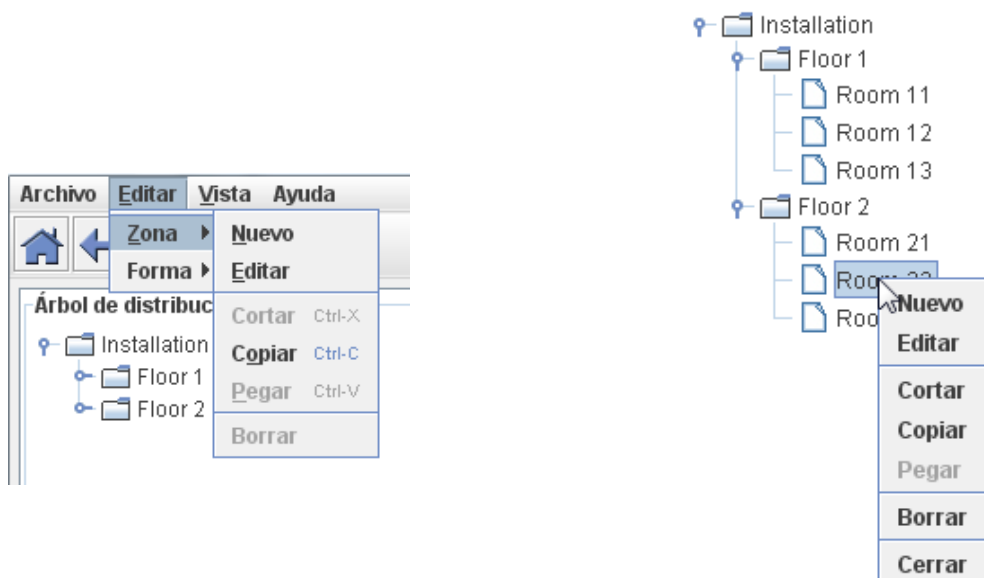 Archivo Editar Vista Ayuda
Zona Nuevo
Forma Editar
Árbol de distribuc
Cortar Ctrl-X
Installation
Copiar Ctrl-C
Floor 1
Pegar Ctrl-V
Floor 2
Borrar
Installation
Floor 1
Room 11
Room 12
Room 13
Floor 2
Room 21
Nuevo
Editar
Cortar
Copiar
Pegar
Borrar
Cerrar